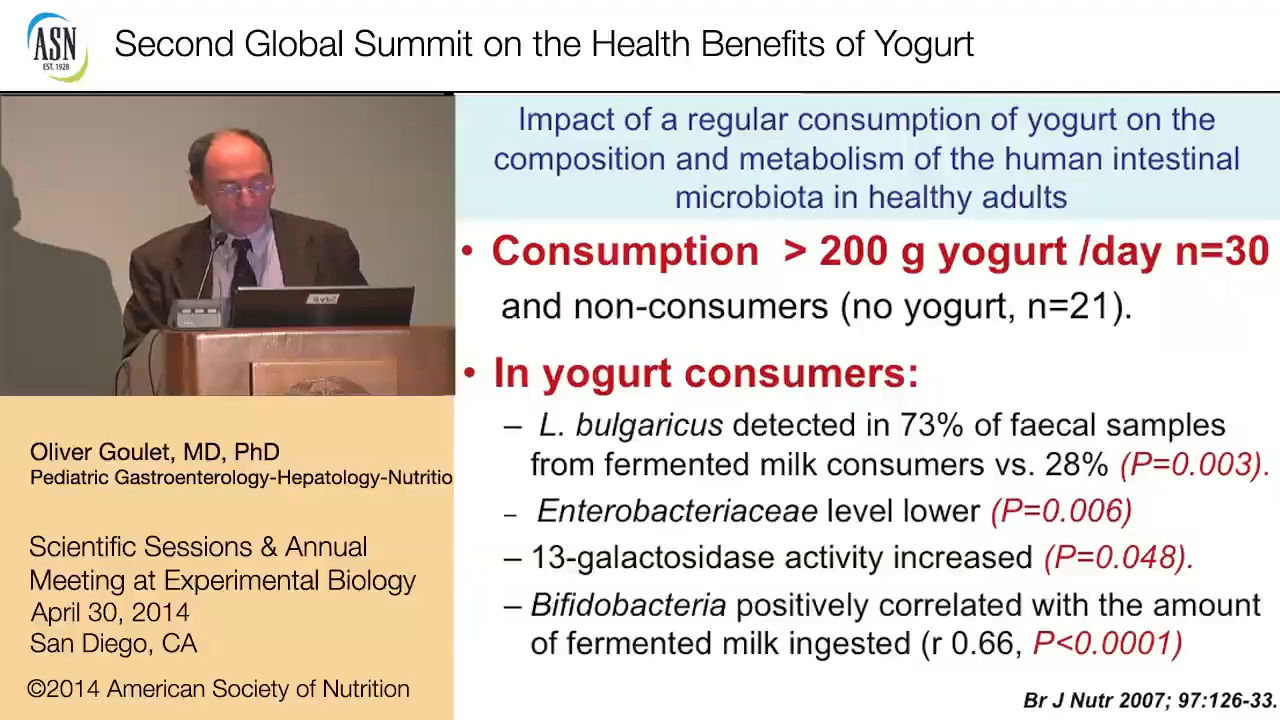 ASN
EST. 1928
Second Global Summit on the Health Benefits of Yogurt
Oliver Goulet, MD, PhD
Pediatric Gastroenterology-Hepatology-Nutritio
Scientific Sessions & Annual
Meeting at Experimental Biology
April 30, 2014
San Diego, CA
©2014 American Society of Nutrition
Impact of a regular consumption of yogurt on the
composition and metabolism of the human intestinal
microbiota in healthy adults
• Consumption > 200 g yogurt /day n=30
and non-consumers (no yogurt, n=21).
• In yogurt consumers:
– L. bulgaricus detected in 73% of faecal samples
from fermented milk consumers vs. 28% (P=0.003).
– Enterobacteriaceae level lower (P=0.006)
– 13-galactosidase activity increased (P=0.048).
– Bifidobacteria positively correlated with the amount
of fermented milk ingested (r 0.66, P<0.0001)
Br J Nutr 2007; 97:126-33.